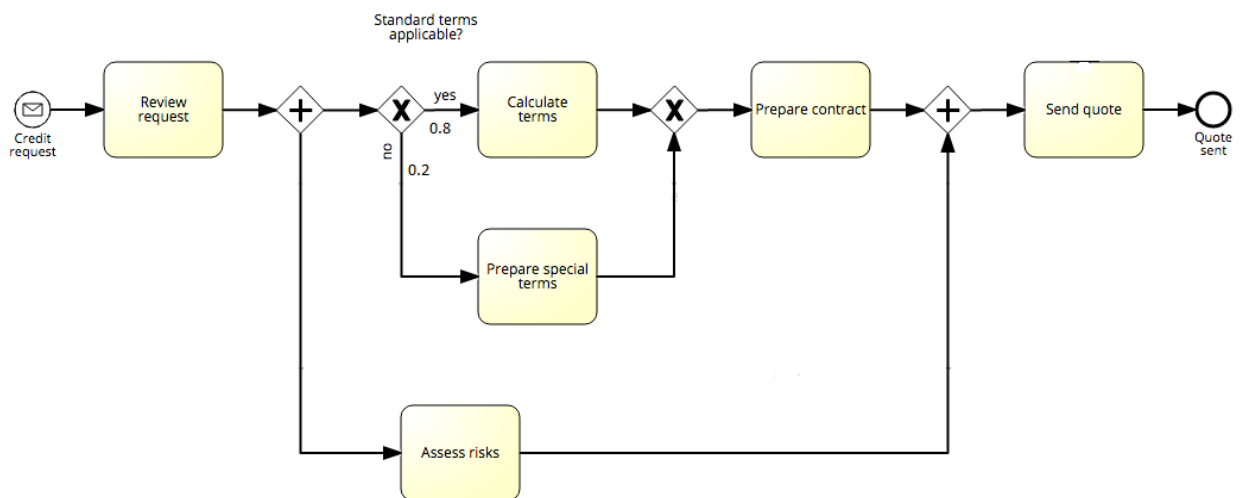 Standard terms
applicable?
Review
request
yes
Calculate
terms
Prepare contract
Send quote
Credit
request
0.8
no
0.2
Quote
sent
Prepare special
terms
Assess risks